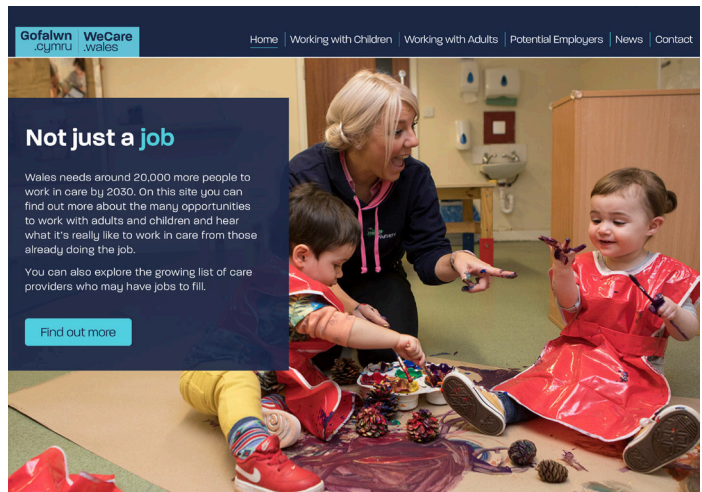 Gofalwn
.cymru
WeCare
.wales
Home
Working with Children
Working with Adults
Potential Employers
News
Contact
Not just a job
Wales needs around 20,000 more people to
work in care by 2030. On this site you can
find out more about the many opportunities
to work with adults and children and hear
what it's really like to work in care from those
already doing the job.
You can also explore the growing list of care
providers who may have jobs to fill.
Find out more